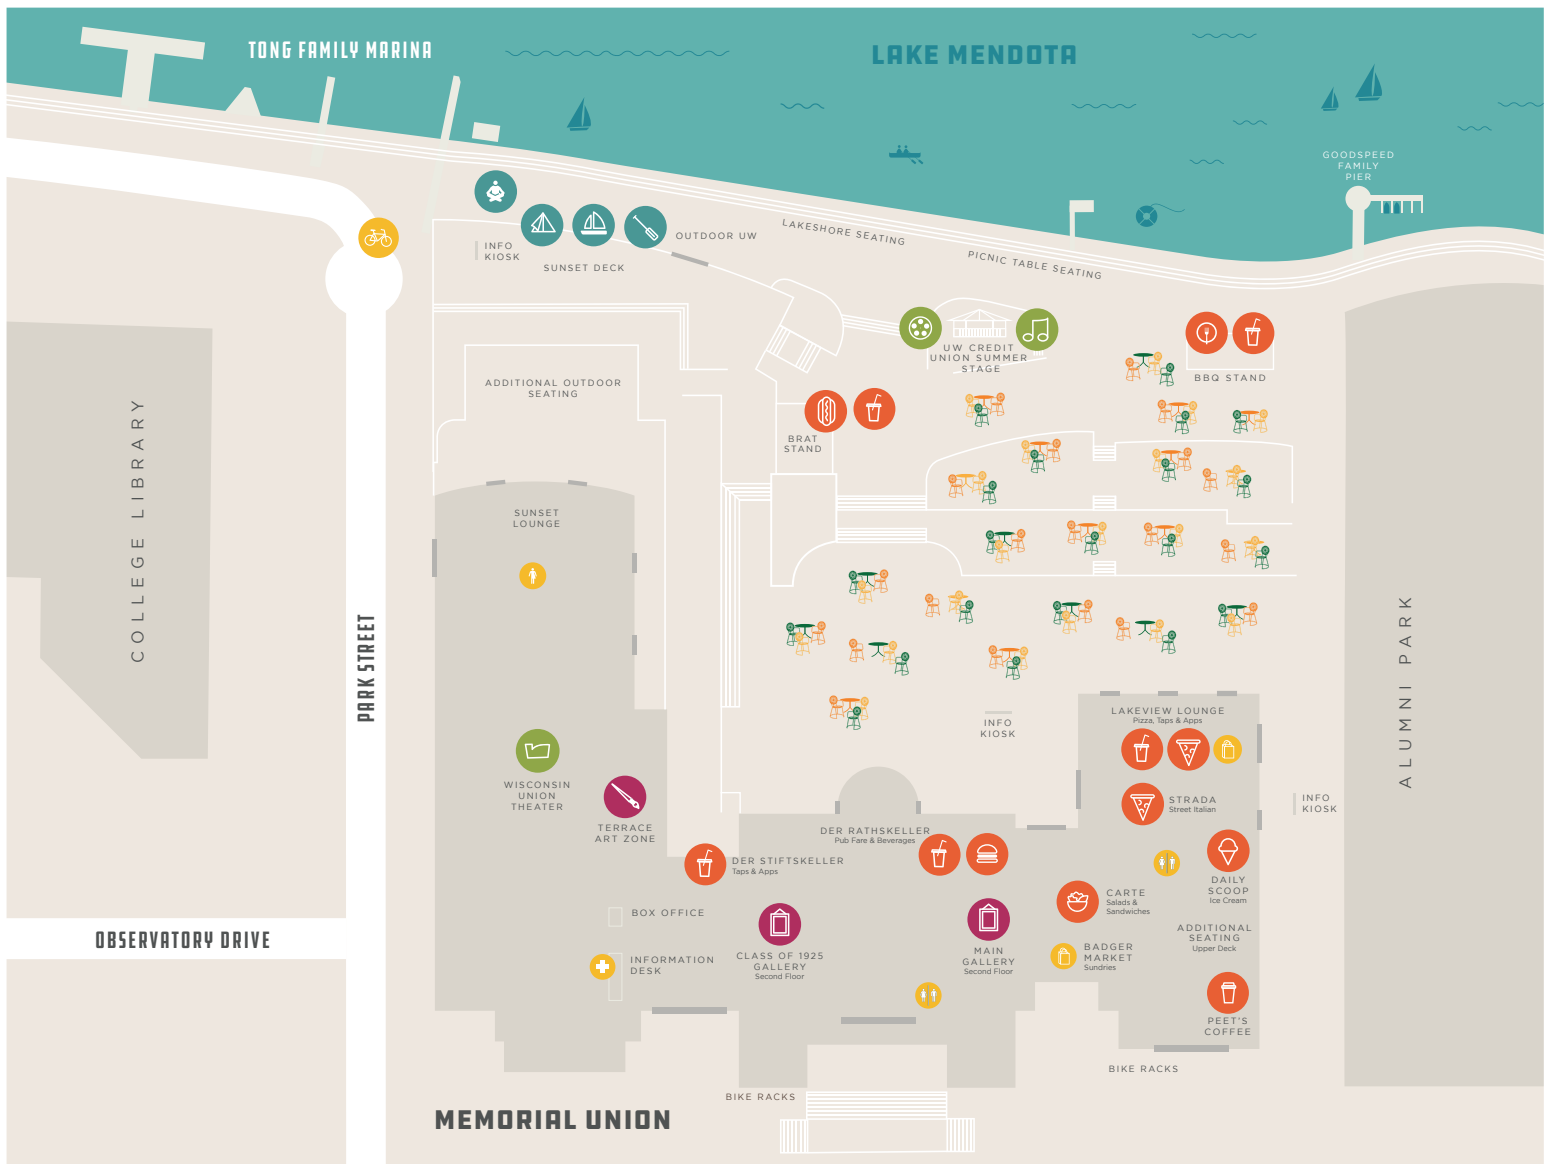 TONG FAMILY MARINA
LAKE MENDOTA
GOODSPEED
FAMILY
PIER
LAKESHORE SEATING
PICNIC TABLE SEATING
OUTDOOR UW
INFO
KIOSK
SUNSET DECK
UW CREDIT
UNION SUMMER
STAGE
BBQ STAND
ADDITIONAL OUTDOOR
SEATING
BRAT
STAND
COLLEGE LIBRARY
SUNSET
LOUNGE
PARK STREET
ALUMNI PARK
INFO
KIOSK
LAKEVIEW LOUNGE
Pizza, Taps & Apps
WISCONSIN
UNION
THEATER
TERRACE
ART ZONE
STRADA
Street Italian
INFO
KIOSK
DER RATHSKELLER
Pub Fare & Beverages
DER STIFTSKELLER
Taps & Apps
DAILY
SCOOP
Ice Cream
CARTE
Salads &
Sandwiches
BOX OFFICE
ADDITIONAL
SEATING
Upper Deck
OBSERVATORY DRIVE
INFORMATION
DESK
CLASS OF 1925
GALLERY
Second Floor
MAIN
GALLERY
Second Floor
BADGER
MARKET
Sundries
PEET'S
COFFEE
BIKE RACKS
BIKE RACKS
MEMORIAL UNION